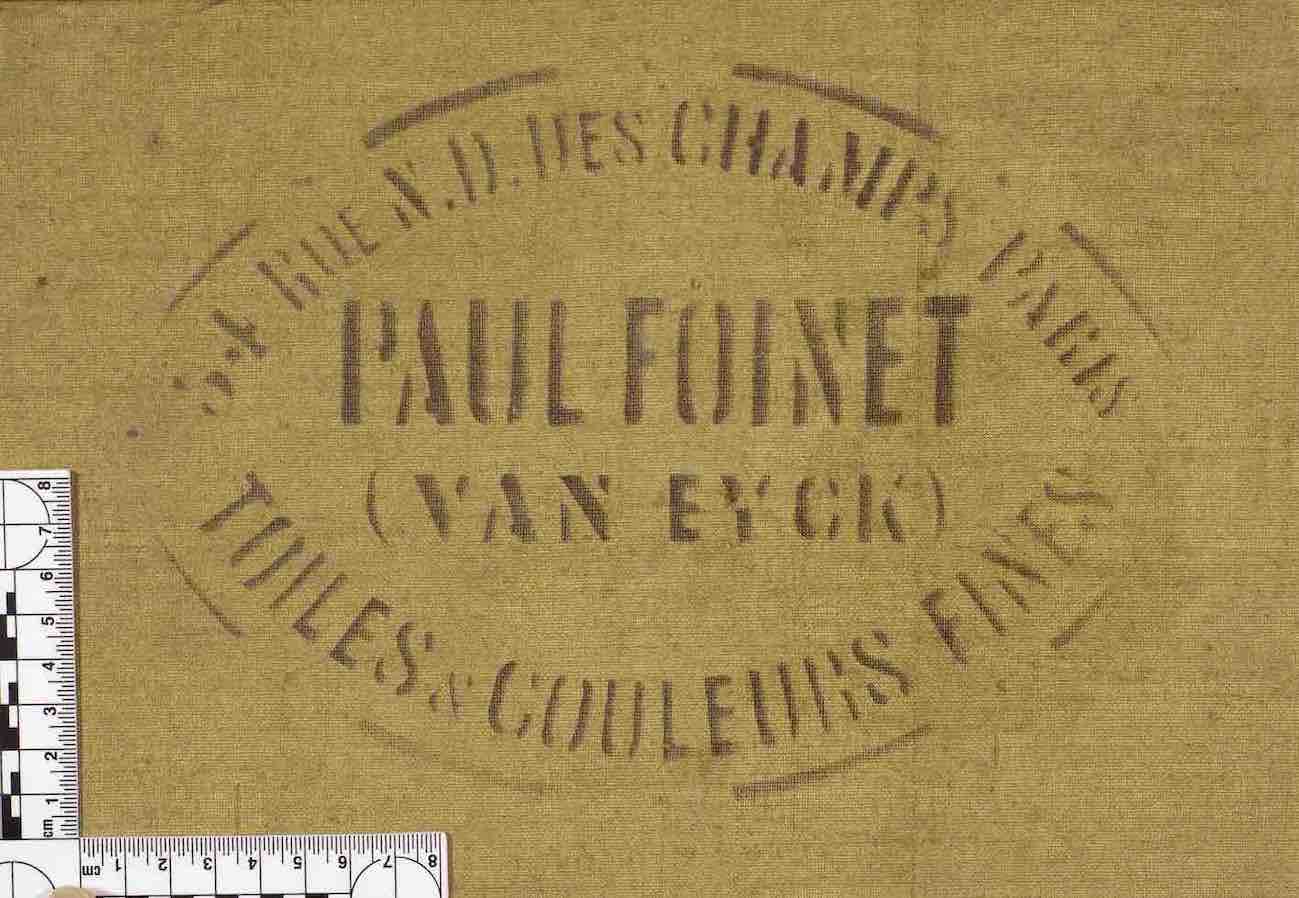 54 RUE N.D. DES CHAMPS PARIS
PAUL FOINET
(VAN EYCK)
TOILES & COULEURS FINES
8
7
6
5
4
3
2
1
cm
cm 1 2 3 4 5 6 7 8